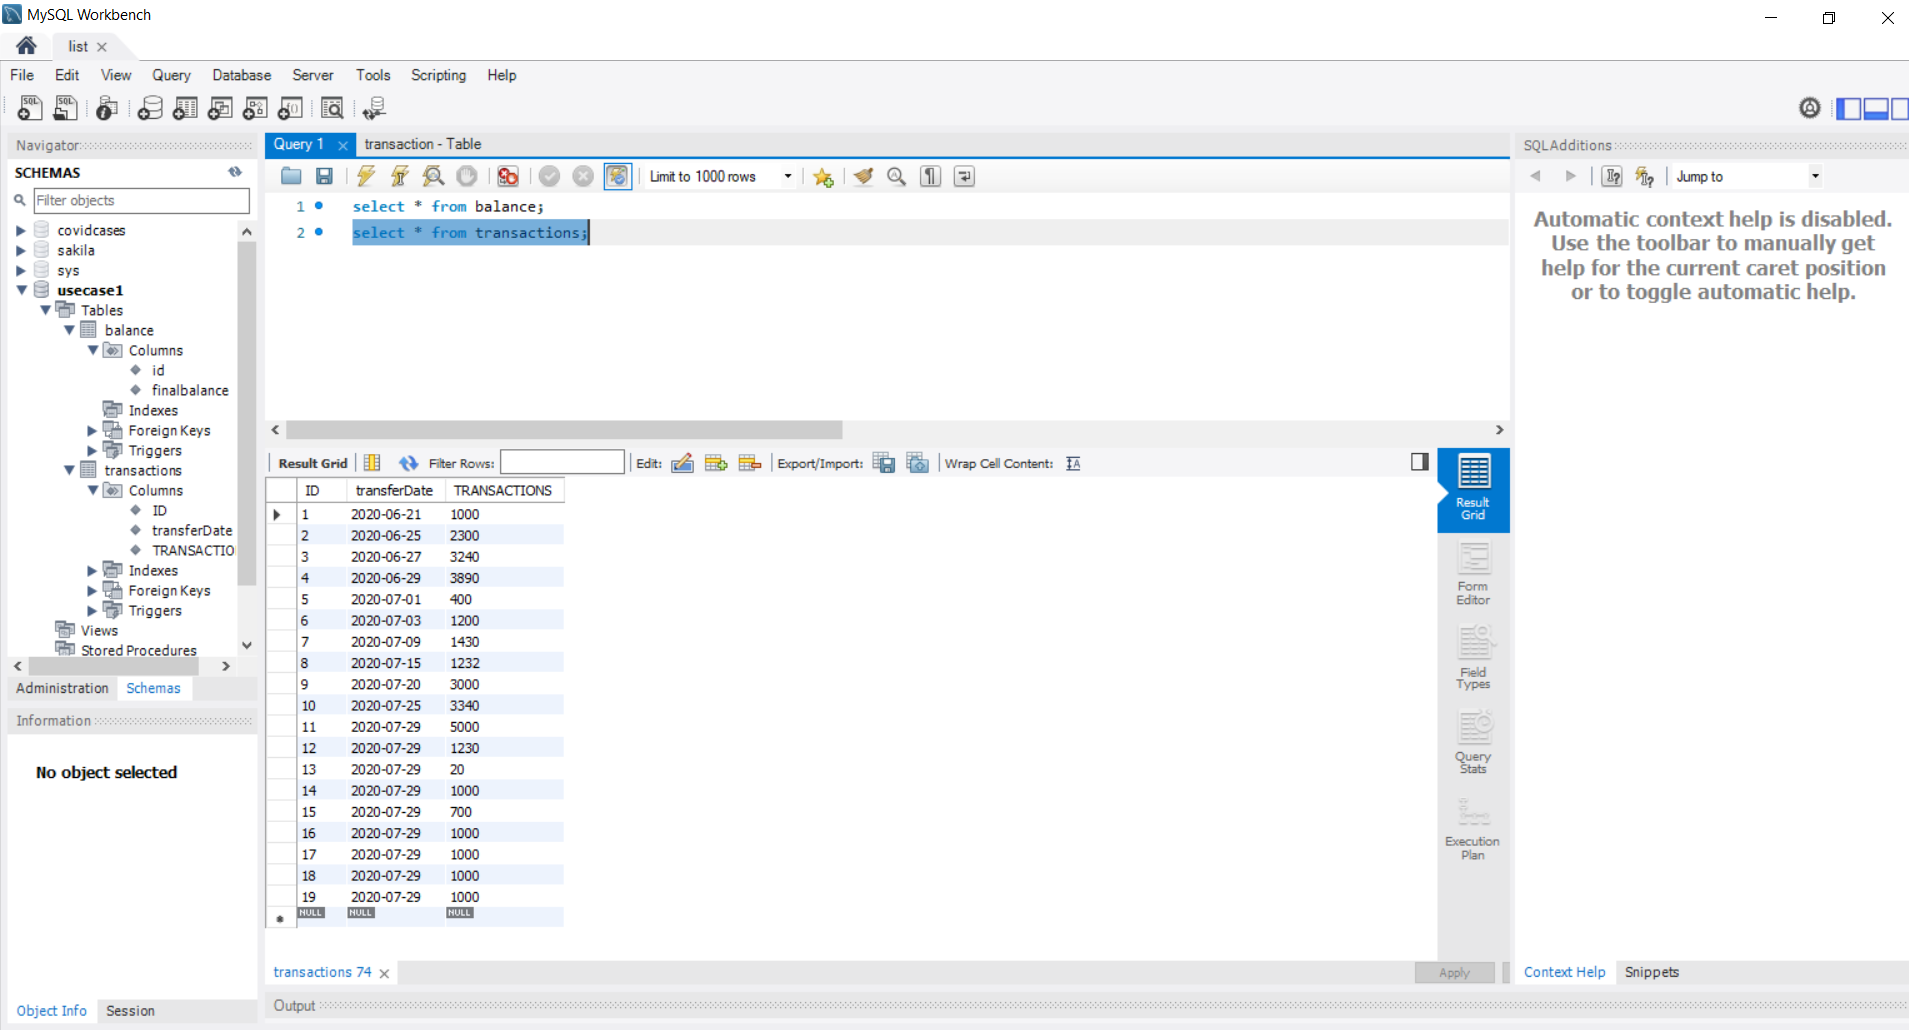 MySQL Workbench
list
File Edit View Query Database Server Tools Scripting Help
Navigator
SCHEMAS
Filter objects
covidcases
sakila
sys
usecase1
Tables
balance
Columns
id
finalbalance
Indexes
Foreign Keys
Triggers
transactions
Columns
ID
transferDate
TRANSACTIO
Indexes
Foreign Keys
Triggers
Views
Stored Procedures
Administration Schemas
Information
No object selected
Object Info Session
Query 1 transaction - Table
Limit to 1000 rows
1 select * from balance;
2 select * from transactions;
Result Grid Filter Rows: Edit: Export/Import: Wrap Cell Content:
ID transferDate TRANSACTIONS
1 2020-06-21 1000
2 2020-06-25 2300
3 2020-06-27 3240
4 2020-06-29 3890
5 2020-07-01 400
6 2020-07-03 1200
7 2020-07-09 1430
8 2020-07-15 1232
9 2020-07-20 3000
10 2020-07-25 3340
11 2020-07-29 5000
12 2020-07-29 1230
13 2020-07-29 20
14 2020-07-29 1000
15 2020-07-29 700
16 2020-07-29 1000
17 2020-07-29 1000
18 2020-07-29 1000
19 2020-07-29 1000
NULL NULL NULL
Result
Grid
Form
Editor
Field
Types
Query
Stats
Execution
Plan
transactions 74
Apply
Output
SQLAdditions
Jump to
Automatic context help is disabled.
Use the toolbar to manually get
help for the current caret position
or to toggle automatic help.
Context Help Snippets